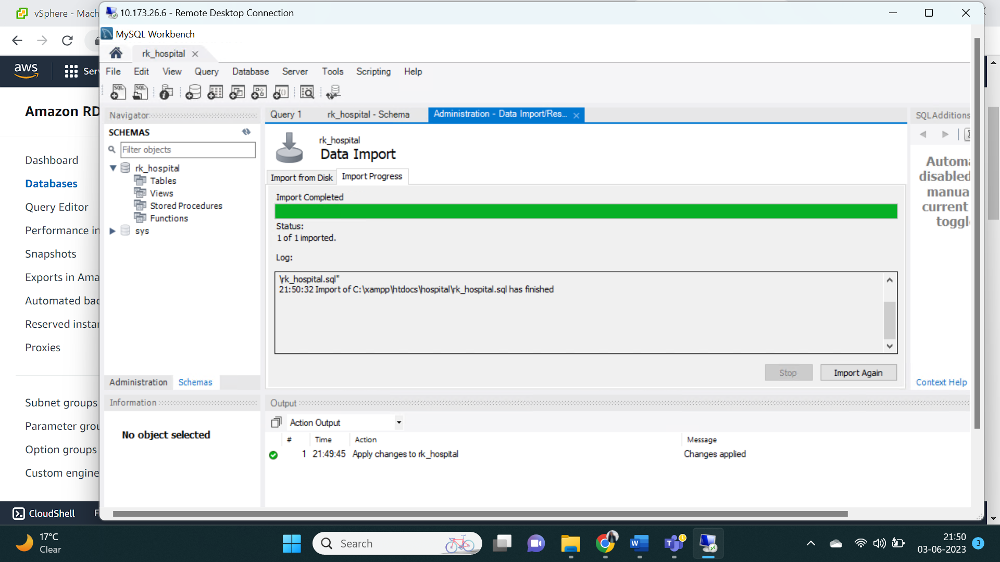 vSphere - Mach
10.173.26.6 - Remote Desktop Connection
MySQL Workbench
rk_hospital
File Edit View Query Database Server Tools Scripting Help
aws
Serv
SQL SQL
Amazon RD
Dashboard
Databases
Query Editor
Performance in
Snapshots
Exports in Ama
Automated bac
Reserved instan
Proxies
Subnet groups
Parameter grou
Option groups
Custom engine
CloudShell F
Navigator
SCHEMAS
Filter objects
rk_hospital
Tables
Views
Stored Procedures
Functions
sys
Administration Schemas
Information
No object selected
Query 1 rk_hospital - Schema Administration - Data Import/Res...
rk_hospital
Data Import
Import from Disk Import Progress
Import Completed
Status:
1 of 1 imported.
Log:
\rk_hospital.sql"
21:50:32 Import of C:\xampp\htdocs\hospital\rk_hospital.sql has finished
Stop Import Again
SQLAdditions
Automa
disabled
manua
current
toggle
Context Help
Output
Action Output
# Time Action Message
1 21:49:45 Apply changes to rk_hospital Changes applied
17°C
Clear
Search
21:50
03-06-2023
3